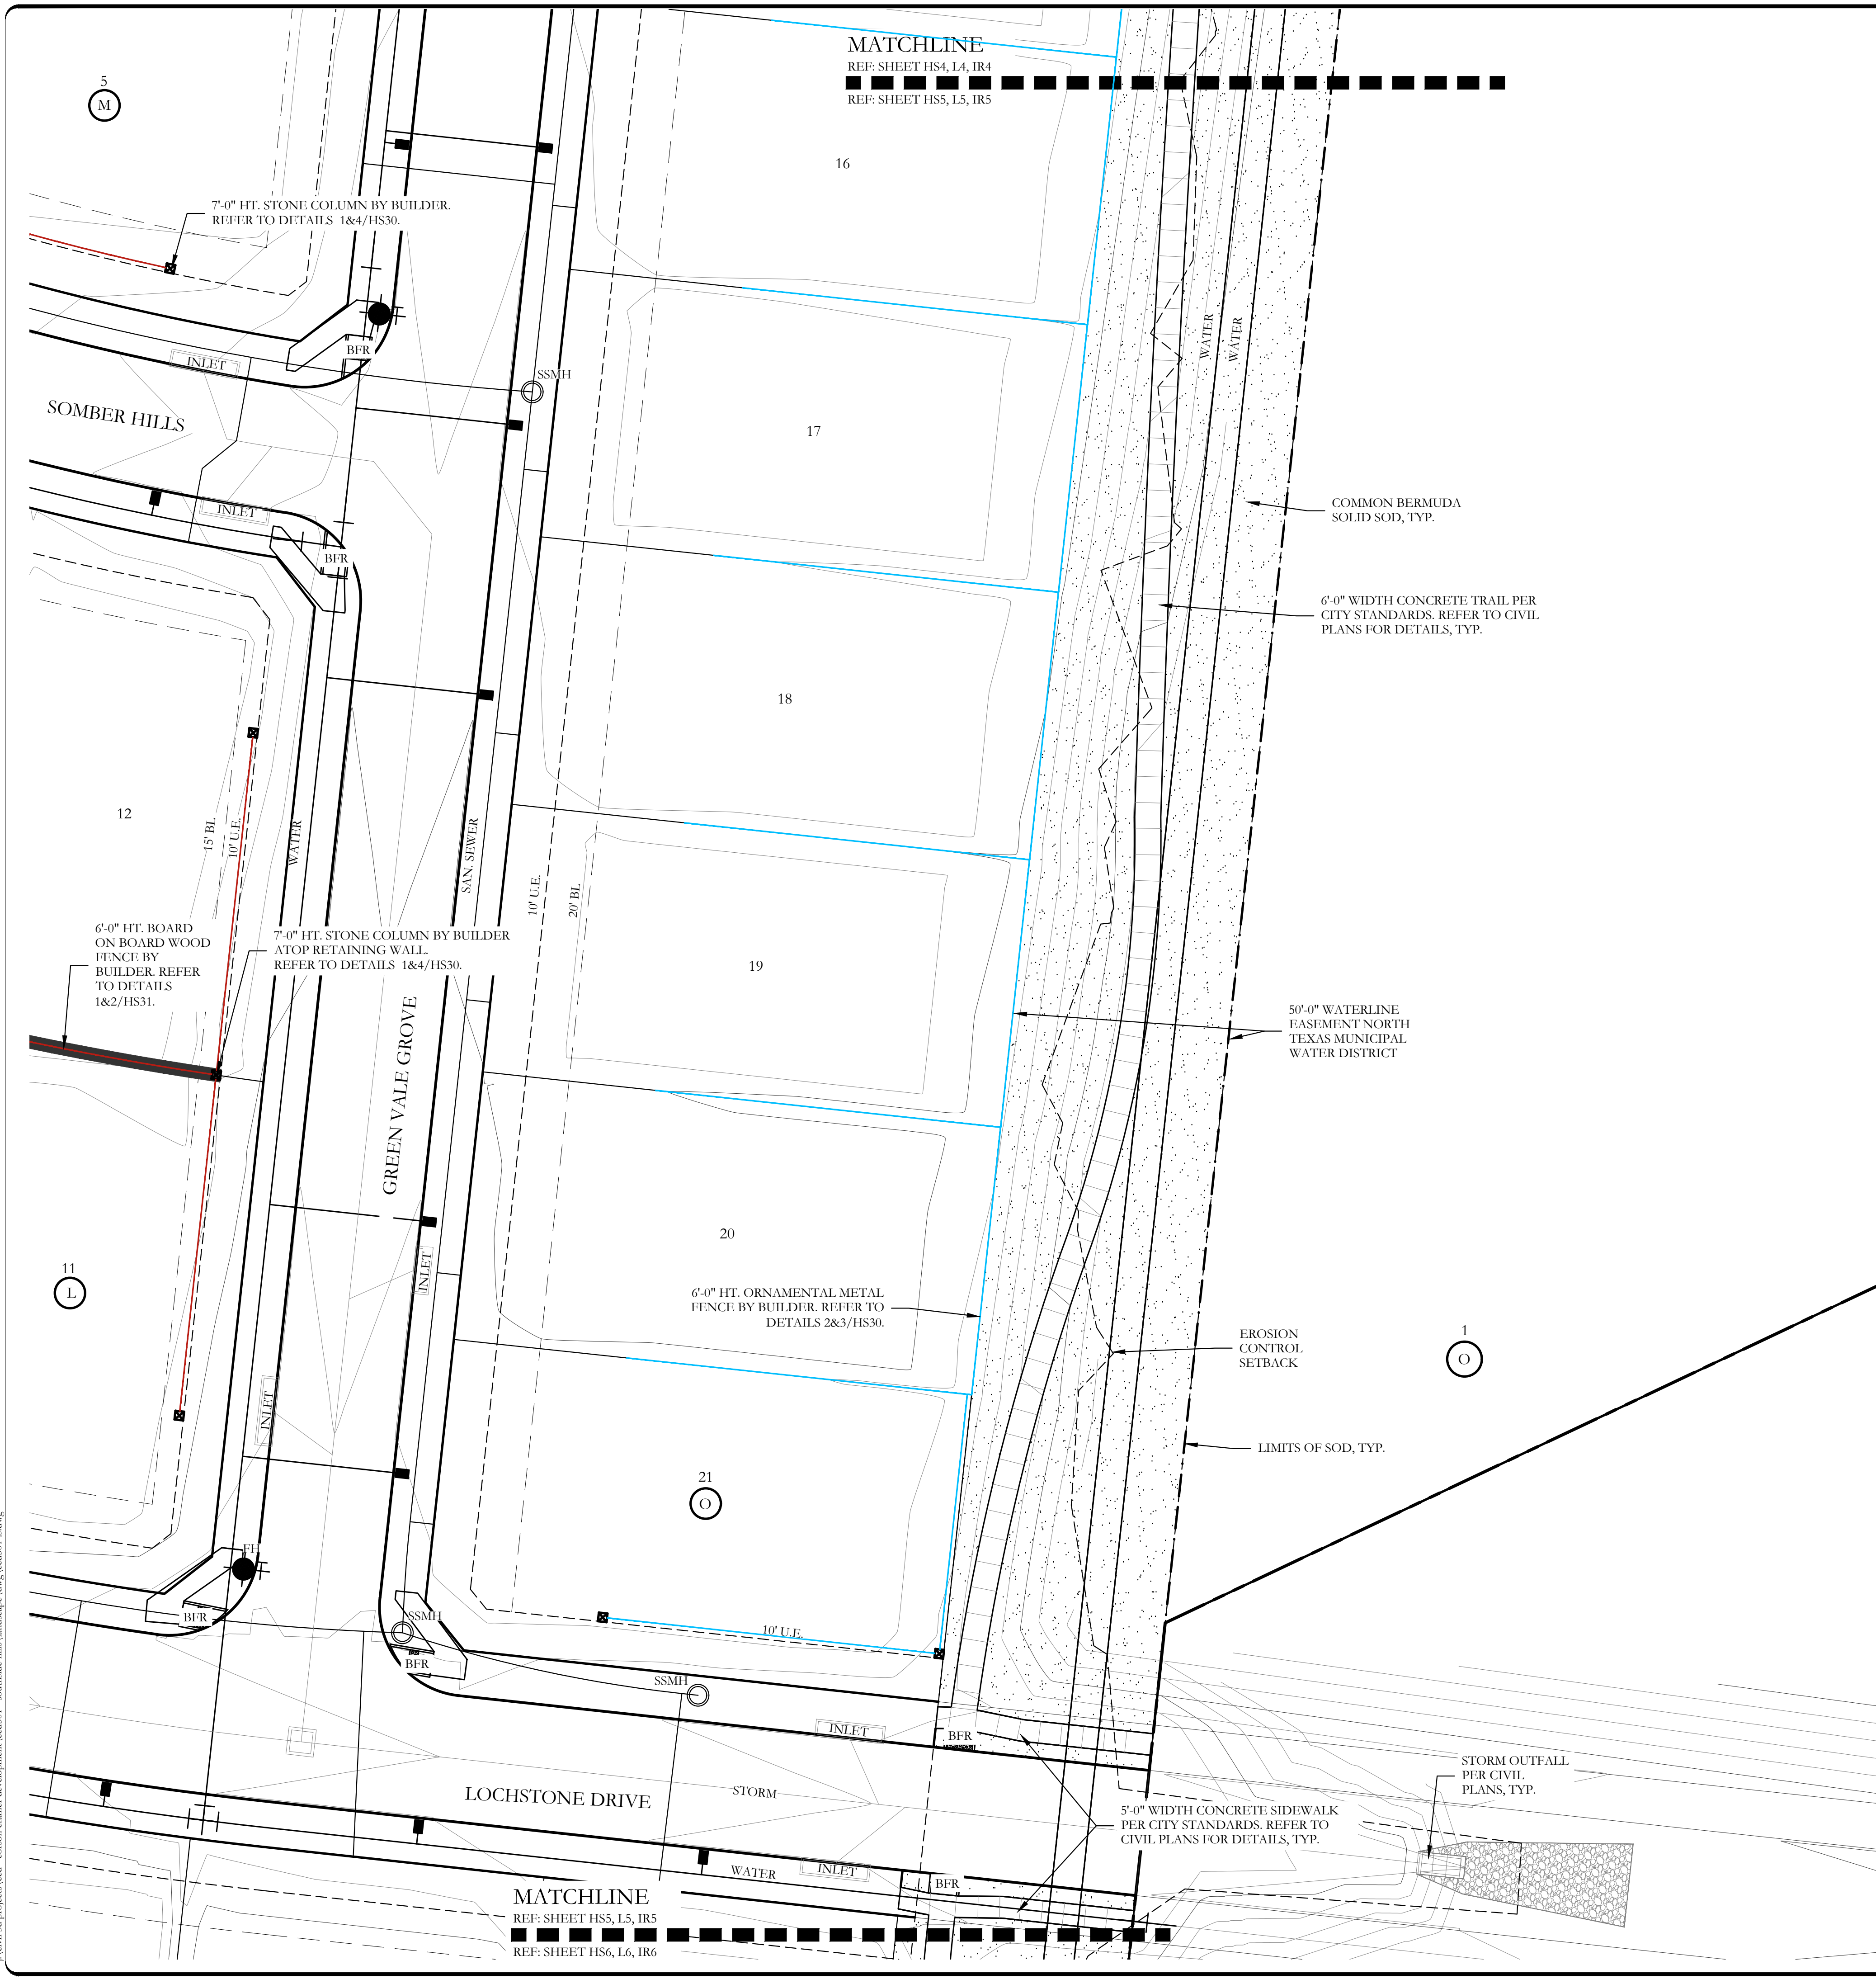 MATCHLINE
REF: SHEET HS4, L4, IR4
REF: SHEET HS5, L5, IR5
5
M
16
7'-0" HT. STONE COLUMN BY BUILDER.
REFER TO DETAILS 1&4/HS30.
BFR
INLET
SSMH
WATER
WATER
SOMBER HILLS
17
INLET
BFR
COMMON BERMUDA
SOLID SOD, TYP.
6'-0" WIDTH CONCRETE TRAIL PER
CITY STANDARDS. REFER TO CIVIL
PLANS FOR DETAILS, TYP.
18
12
15' BL
10' U.E.
WATER
SAN. SEWER
10' U.E.
20' BL
6'-0" HT. BOARD
ON BOARD WOOD
FENCE BY
BUILDER. REFER
TO DETAILS
1&2/HS31.
7'-0" HT. STONE COLUMN BY BUILDER
ATOP RETAINING WALL.
REFER TO DETAILS 1&4/HS30.
19
GREEN VALE GROVE
50'-0" WATERLINE
EASEMENT NORTH
TEXAS MUNICIPAL
WATER DISTRICT
20
INLET
11
L
6'-0" HT. ORNAMENTAL METAL
FENCE BY BUILDER. REFER TO
DETAILS 2&3/HS30.
EROSION
CONTROL
SETBACK
1
O
INLET
LIMITS OF SOD, TYP.
21
O
FH
BFR
SSMH
BFR
10' U.E.
SSMH
INLET
BFR
STORM OUTFALL
PER CIVIL
PLANS, TYP.
LOCHSTONE DRIVE
STORM
5'-0" WIDTH CONCRETE SIDEWALK
PER CITY STANDARDS. REFER TO
CIVIL PLANS FOR DETAILS, TYP.
WATER
INLET
BFR
MATCHLINE
REF: SHEET HS5, L5, IR5
REF: SHEET HS6, L6, IR6